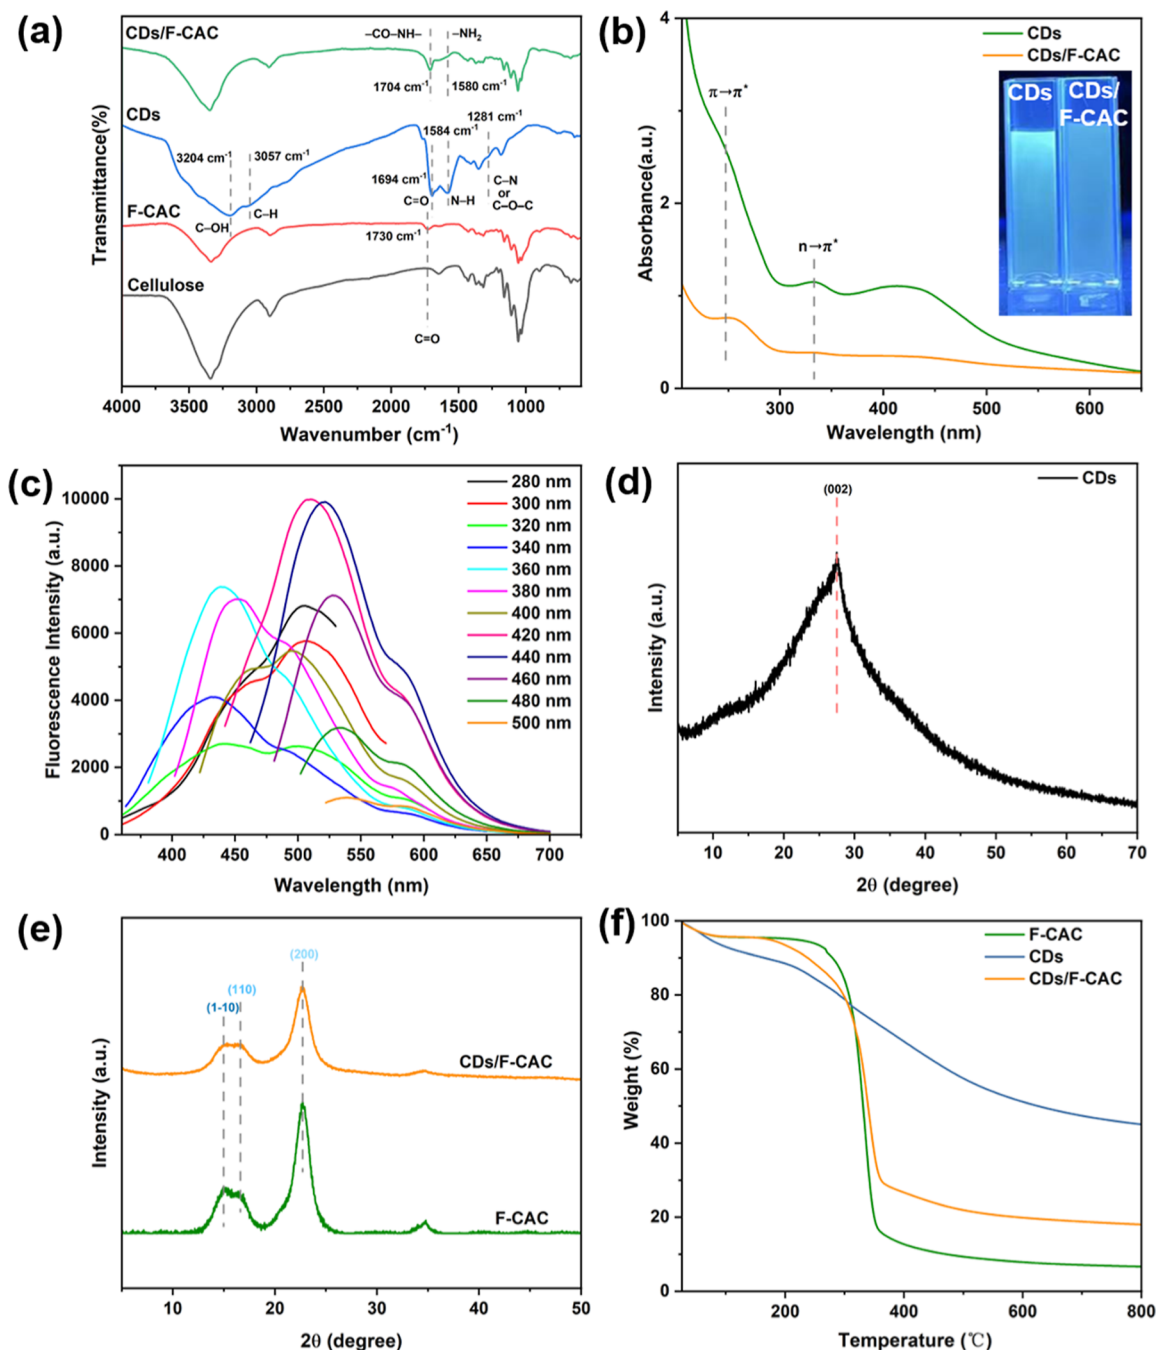 (a)
CDs/F-CAC
–CO–NH–
–NH₂
1704 cm⁻¹
1580 cm⁻¹
CDs
1281 cm⁻¹
1584 cm⁻¹
3204 cm⁻¹
3057 cm⁻¹
1694 cm⁻¹
C–N
or
C–O–C
C=O
N–H
C–OH
C–H
F-CAC
1730 cm⁻¹
Cellulose
C=O
Transmittance(%)
4000 3500 3000 2500 2000 1500 1000
Wavenumber (cm⁻¹)
(b)
CDs
CDs/F-CAC
CDs
CDs/
F-CAC
π→π*
n→π*
4
2
0
Absorbance(a.u.)
300 400 500 600
Wavelength (nm)
(c)
280 nm
300 nm
320 nm
340 nm
360 nm
380 nm
400 nm
420 nm
440 nm
460 nm
480 nm
500 nm
10000
8000
6000
4000
2000
0
Fluorescence Intensity (a.u.)
400 450 500 550 600 650 700
Wavelength (nm)
(d)
CDs
(002)
Intensity (a.u.)
10 20 30 40 50 60 70
2θ (degree)
(e)
(200)
(110)
(1-10)
CDs/F-CAC
F-CAC
Intensity (a.u.)
10 20 30 40 50
2θ (degree)
(f)
F-CAC
CDs
CDs/F-CAC
100
80
60
40
20
0
Weight (%)
200 400 600 800
Temperature (℃)